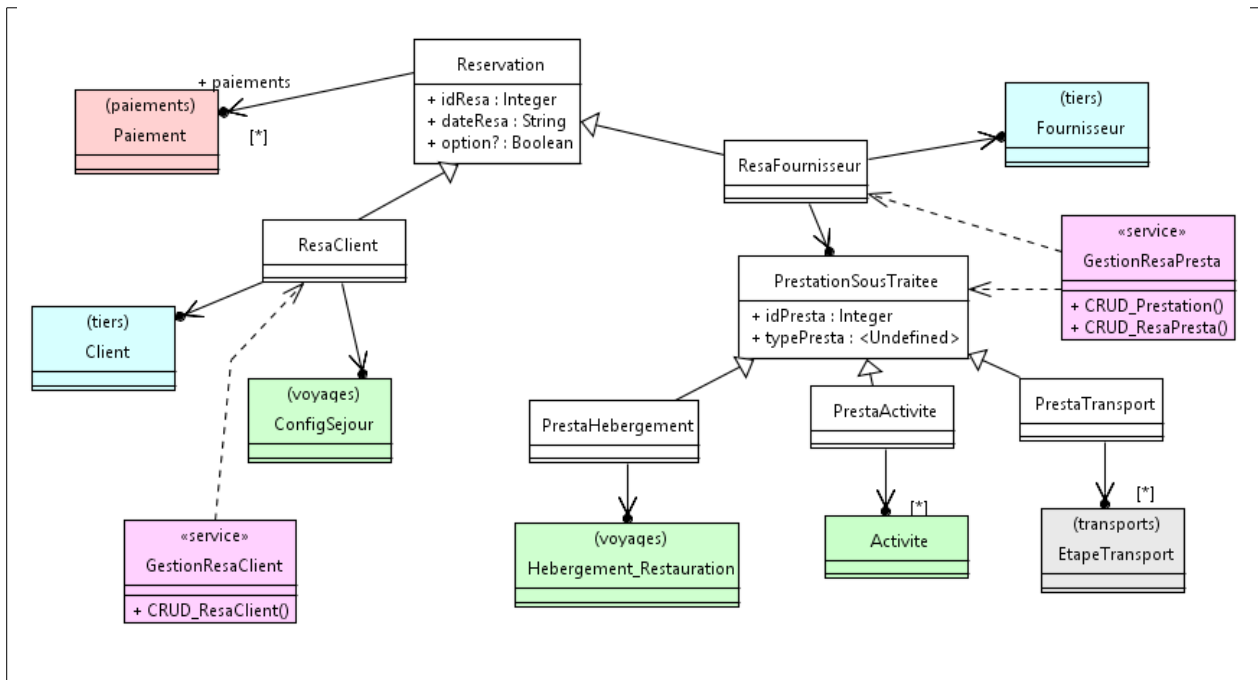 Reservation
+ idResa : Integer
+ dateResa : String
+ option? : Boolean
+ paiements
[*]
(paiements)
Paiement
(tiers)
Fournisseur
ResaFournisseur
ResaClient
«service»
GestionResaPresta
+ CRUD_Prestation()
+ CRUD_ResaPresta()
PrestationSousTraitee
+ idPresta : Integer
+ typePresta : <Undefined>
(tiers)
Client
(voyages)
ConfigSejour
PrestaHebergement
PrestaActivite
PrestaTransport
«service»
GestionResaClient
+ CRUD_ResaClient()
(voyages)
Hebergement_Restauration
[*]
Activite
[*]
(transports)
EtapeTransport